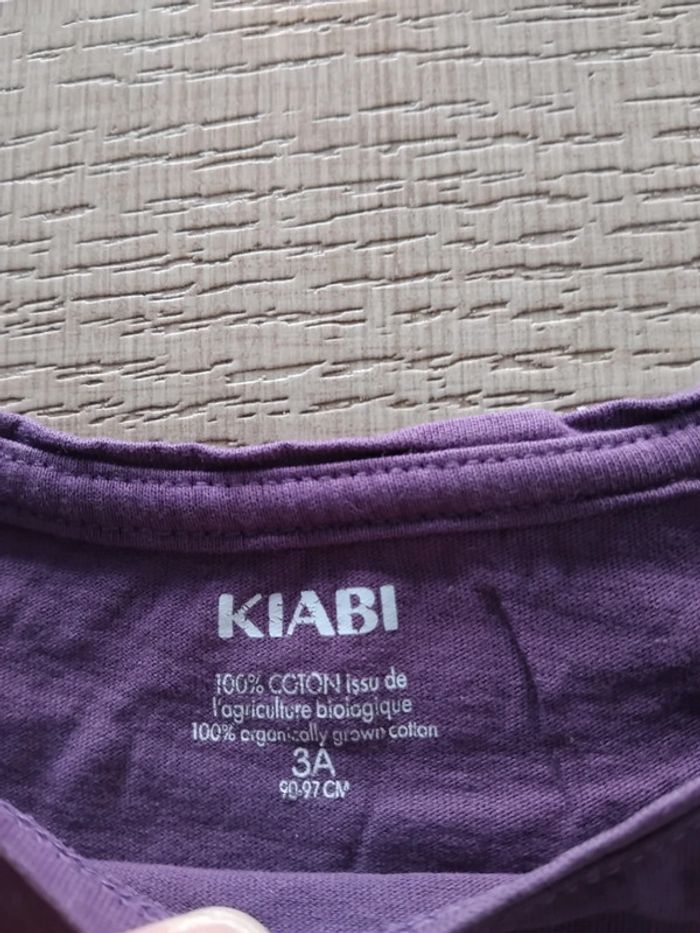 KIABI
100% COTON issu de
l'agriculture biologique
100% organically grown cotton
3A
90-97 CM